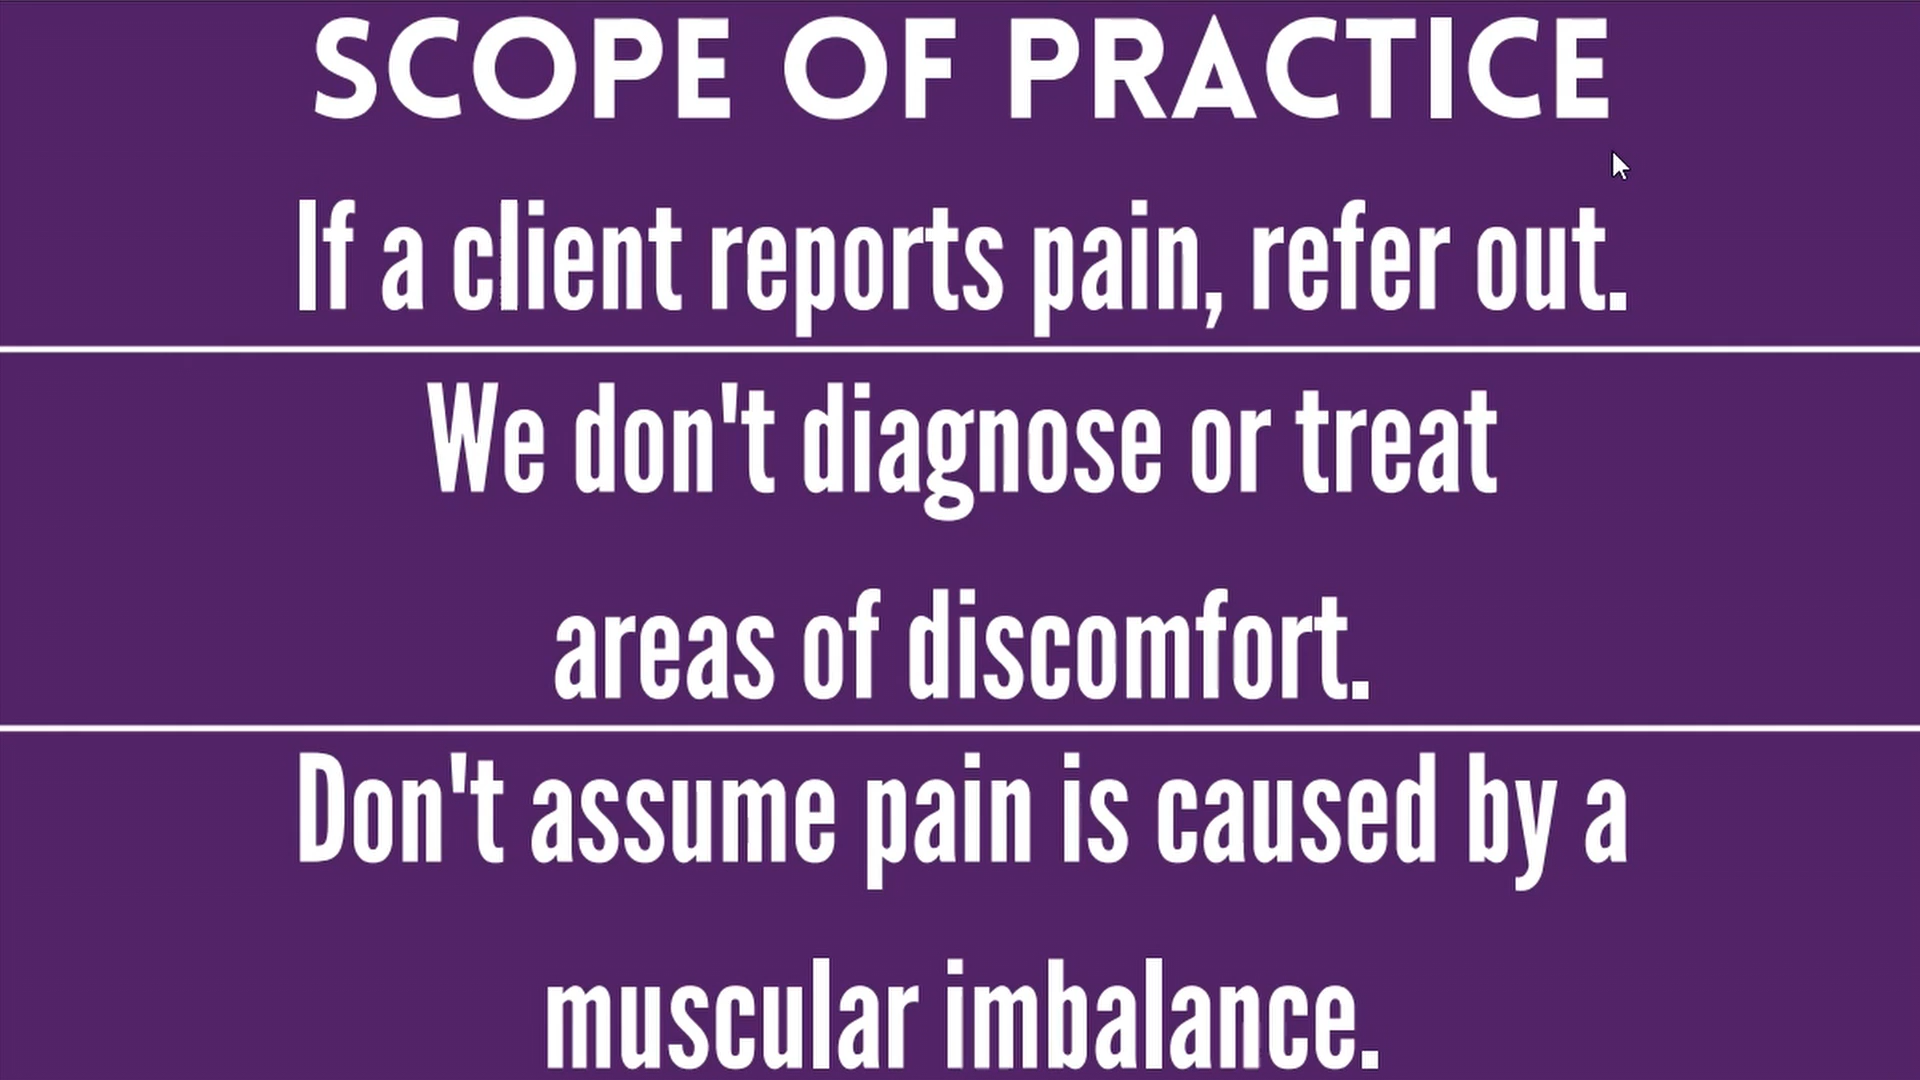 SCOPE OF PRACTICE
If a client reports pain, refer out.
We don't diagnose or treat
areas of discomfort.
Don't assume pain is caused by a
muscular imbalance.